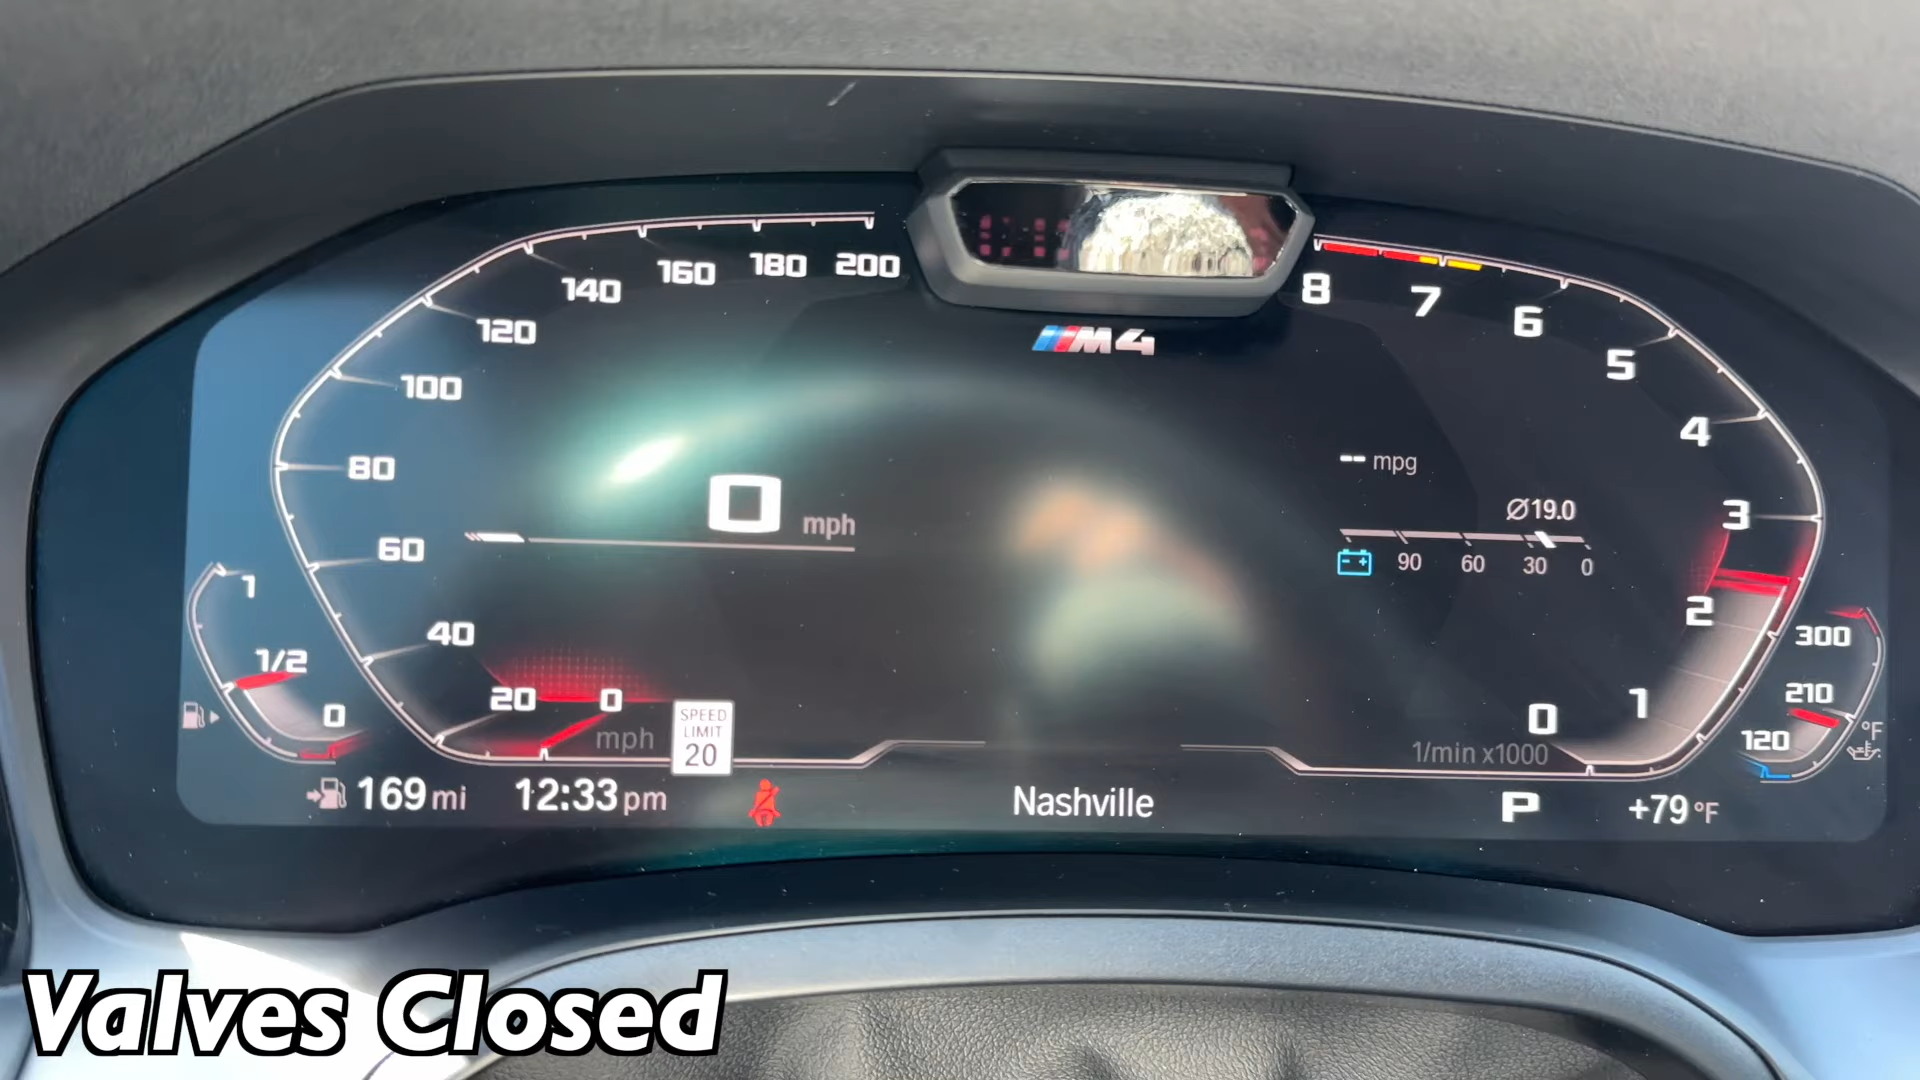 200
180
160
140
120
100
80
60
40
20
0
mph
0 mph
M4
8
7
6
5
4
3
2
1
0
1/min x1000
-- mpg
Ø19.0
90 60 30 0
1
1/2
0
SPEED
LIMIT
20
300
210
120
°F
169 mi
12:33 pm
Nashville
P
+79 °F
Valves Closed